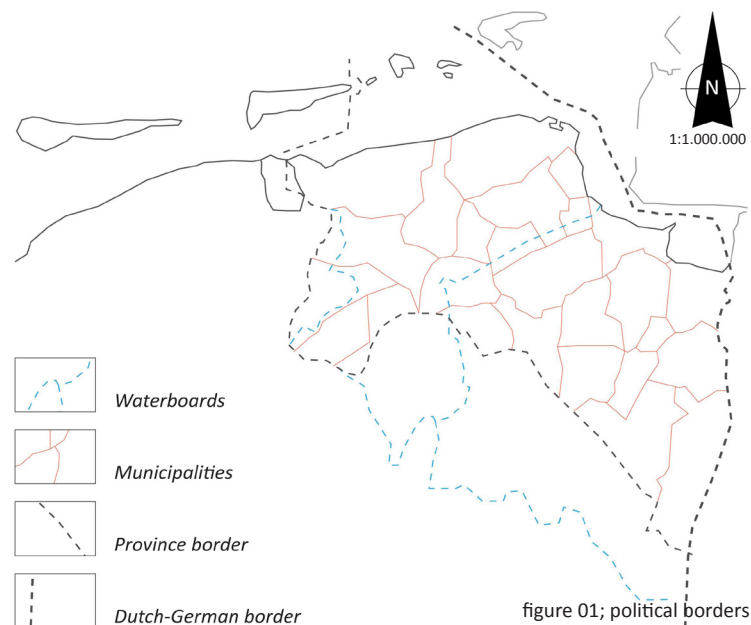 N
1:1.000.000
Waterboards
Municipalities
Province border
Dutch-German border
figure 01; political borders